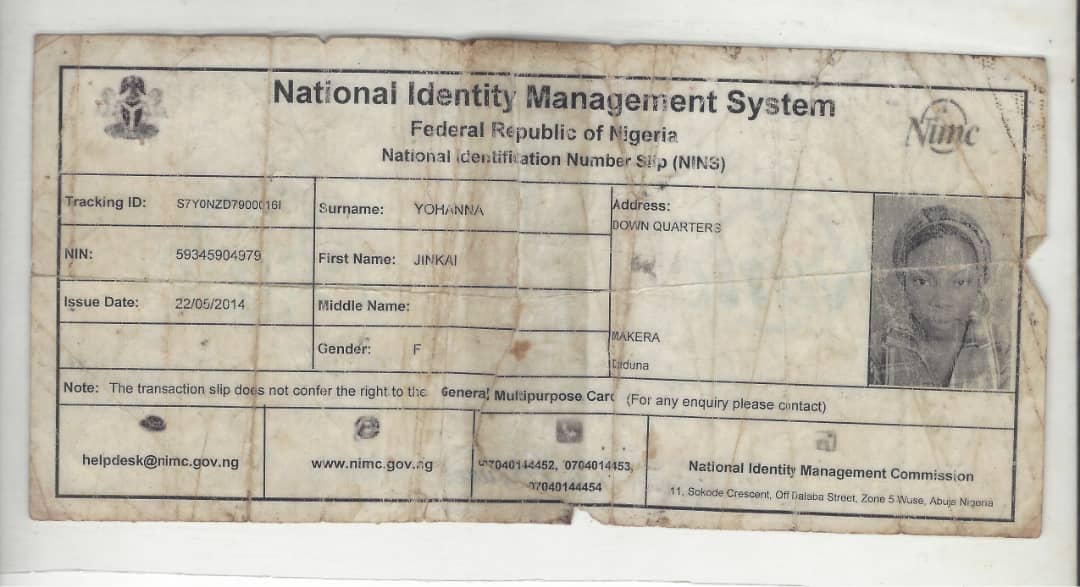 National Identity Management System
Federal Republic of Nigeria
National Identification Number Slip (NINS)
Nimc
Tracking ID: S7Y0NZD7900016I
Surname: YOHANNA
Address:
DOWN QUARTERS
NIN: 59345904979
First Name: JINKAI
Issue Date: 22/05/2014
Middle Name:
MAKERA
Gender: F
Kaduna
Note: The transaction slip does not confer the right to the General Multipurpose Card (For any enquiry please contact)
helpdesk@nimc.gov.ng
www.nimc.gov.ng
07040144452, 0704014453,
07040144454
National Identity Management Commission
11, Sokode Crescent, Off Dalaba Street, Zone 5 Wuse, Abuja Nigeria